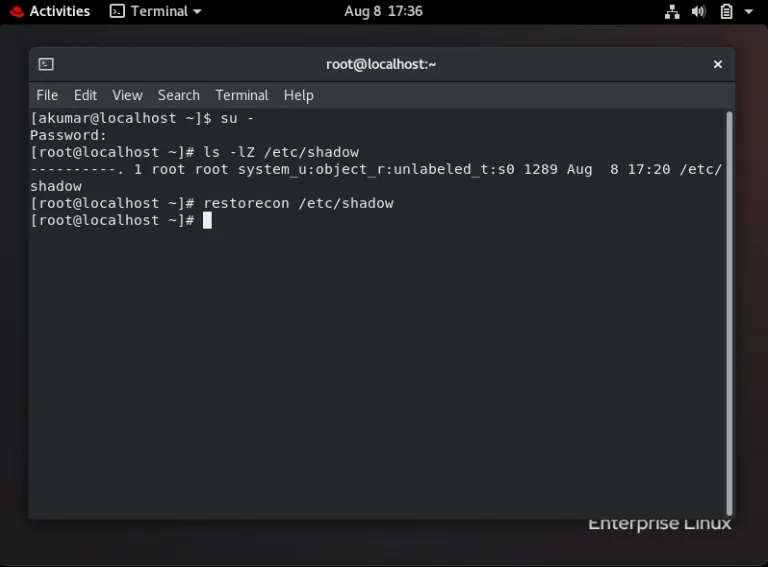 Activities Terminal Aug 8 17:36
root@localhost:~
File Edit View Search Terminal Help
[akumar@localhost ~]$ su -
Password:
[root@localhost ~]# ls -lZ /etc/shadow
----------. 1 root root system_u:object_r:unlabeled_t:s0 1289 Aug  8 17:20 /etc/
shadow
[root@localhost ~]# restorecon /etc/shadow
[root@localhost ~]#
Enterprise Linux